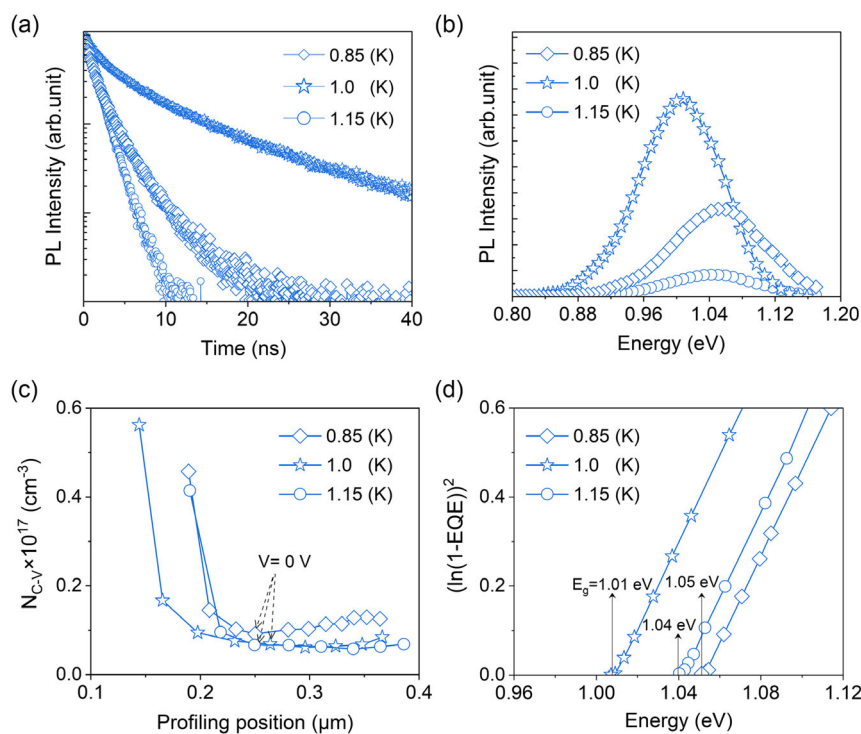 (a)
PL Intensity (arb.unit)
0.85 (K)
1.0 (K)
1.15 (K)
0 10 20 30 40
Time (ns)
(b)
PL Intensity (arb.unit)
0.85 (K)
1.0 (K)
1.15 (K)
0.80 0.88 0.96 1.04 1.12 1.20
Energy (eV)
(c)
N_C-V×10^17 (cm^-3)
0.6
0.4
0.2
0.0
0.85 (K)
1.0 (K)
1.15 (K)
V= 0 V
0.1 0.2 0.3 0.4
Profiling position (µm)
(d)
(ln(1-EQE))^2
0.6
0.4
0.2
0.0
0.85 (K)
1.0 (K)
1.15 (K)
E_g=1.01 eV
1.05 eV
1.04 eV
0.96 1.00 1.04 1.08 1.12
Energy (eV)